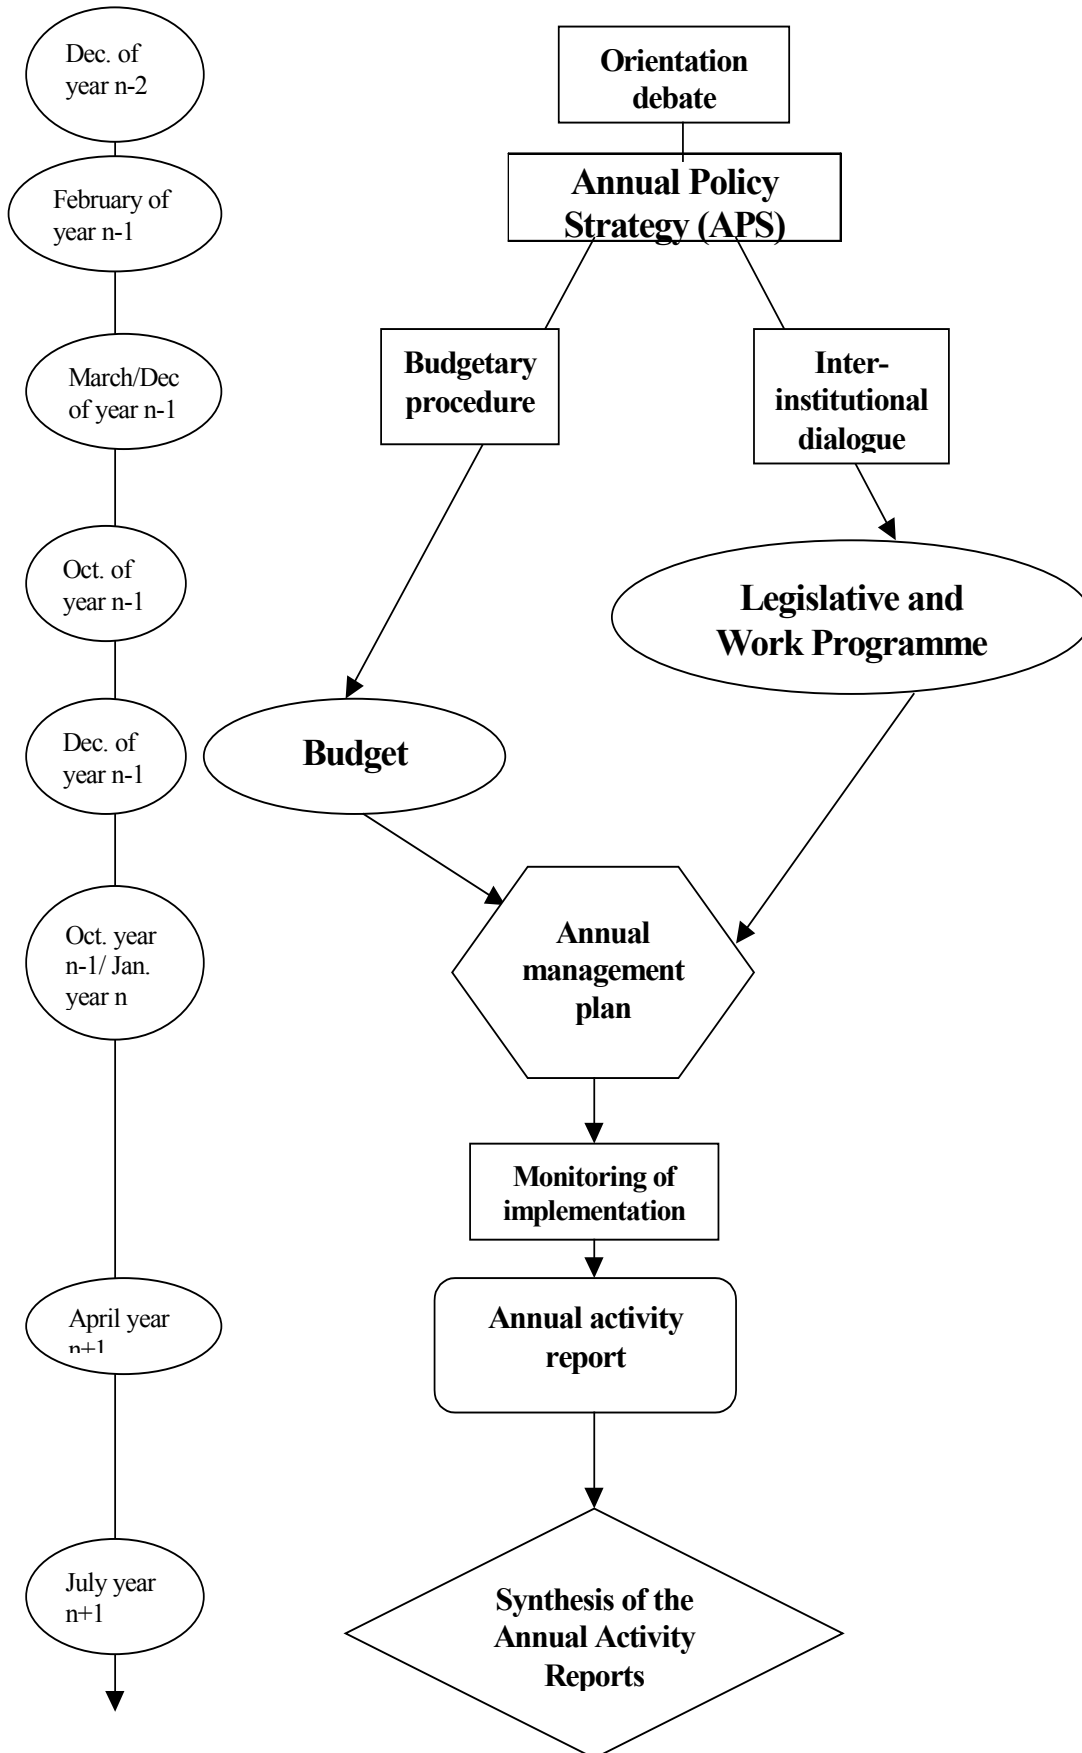 Dec. of
year n-2
Orientation
debate
February of
year n-1
Annual Policy
Strategy (APS)
March/Dec
of year n-1
Budgetary
procedure
Inter-
institutional
dialogue
Oct. of
year n-1
Legislative and
Work Programme
Dec. of
year n-1
Budget
Oct. year
n-1/ Jan.
year n
Annual
management
plan
Monitoring of
implementation
April year
n+1
Annual activity
report
July year
n+1
Synthesis of the
Annual Activity
Reports